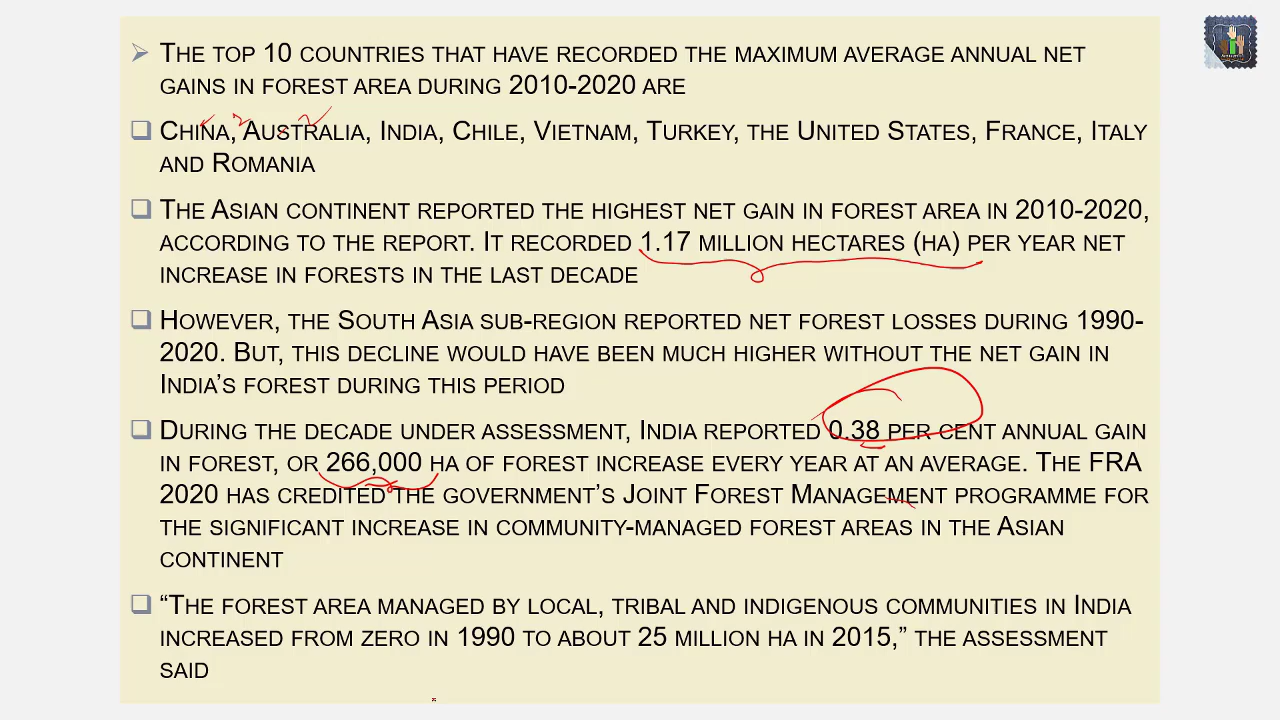 THE TOP 10 COUNTRIES THAT HAVE RECORDED THE MAXIMUM AVERAGE ANNUAL NET
GAINS IN FOREST AREA DURING 2010-2020 ARE
CHINA, AUSTRALIA, INDIA, CHILE, VIETNAM, TURKEY, THE UNITED STATES, FRANCE, ITALY
AND ROMANIA
THE ASIAN CONTINENT REPORTED THE HIGHEST NET GAIN IN FOREST AREA IN 2010-2020,
ACCORDING TO THE REPORT. IT RECORDED 1.17 MILLION HECTARES (HA) PER YEAR NET
INCREASE IN FORESTS IN THE LAST DECADE
HOWEVER, THE SOUTH ASIA SUB-REGION REPORTED NET FOREST LOSSES DURING 1990-
2020. BUT, THIS DECLINE WOULD HAVE BEEN MUCH HIGHER WITHOUT THE NET GAIN IN
INDIA’S FOREST DURING THIS PERIOD
DURING THE DECADE UNDER ASSESSMENT, INDIA REPORTED 0.38 PER CENT ANNUAL GAIN
IN FOREST, OR 266,000 HA OF FOREST INCREASE EVERY YEAR AT AN AVERAGE. THE FRA
2020 HAS CREDITED THE GOVERNMENT’S JOINT FOREST MANAGEMENT PROGRAMME FOR
THE SIGNIFICANT INCREASE IN COMMUNITY-MANAGED FOREST AREAS IN THE ASIAN
CONTINENT
“THE FOREST AREA MANAGED BY LOCAL, TRIBAL AND INDIGENOUS COMMUNITIES IN INDIA
INCREASED FROM ZERO IN 1990 TO ABOUT 25 MILLION HA IN 2015,” THE ASSESSMENT
SAID